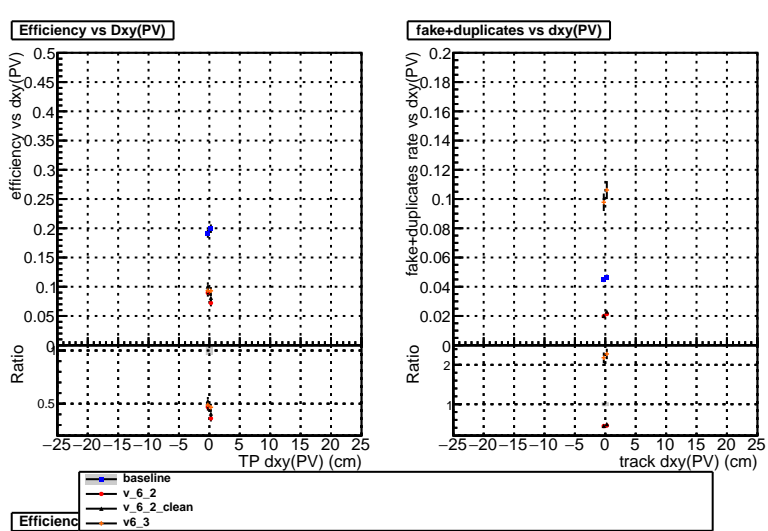 Efficiency vs Dxy(PV)
efficiency vs dxy(PV)
0.5
0.45
0.4
0.35
0.3
0.25
0.2
0.15
0.1
0.05
0
Ratio
1
0.5
−25 −20 −15 −10 −5 0 5 10 15 20 25
TP dxy(PV) (cm)
fake+duplicates vs dxy(PV)
fake+duplicates rate vs dxy(PV)
0.2
0.18
0.16
0.14
0.12
0.1
0.08
0.06
0.04
0.02
0
Ratio
2
1
−25 −20 −15 −10 −5 0 5 10 15 20 25
track dxy(PV) (cm)
baseline
v_6_2
v_6_2_clean
v6_3
Efficienc